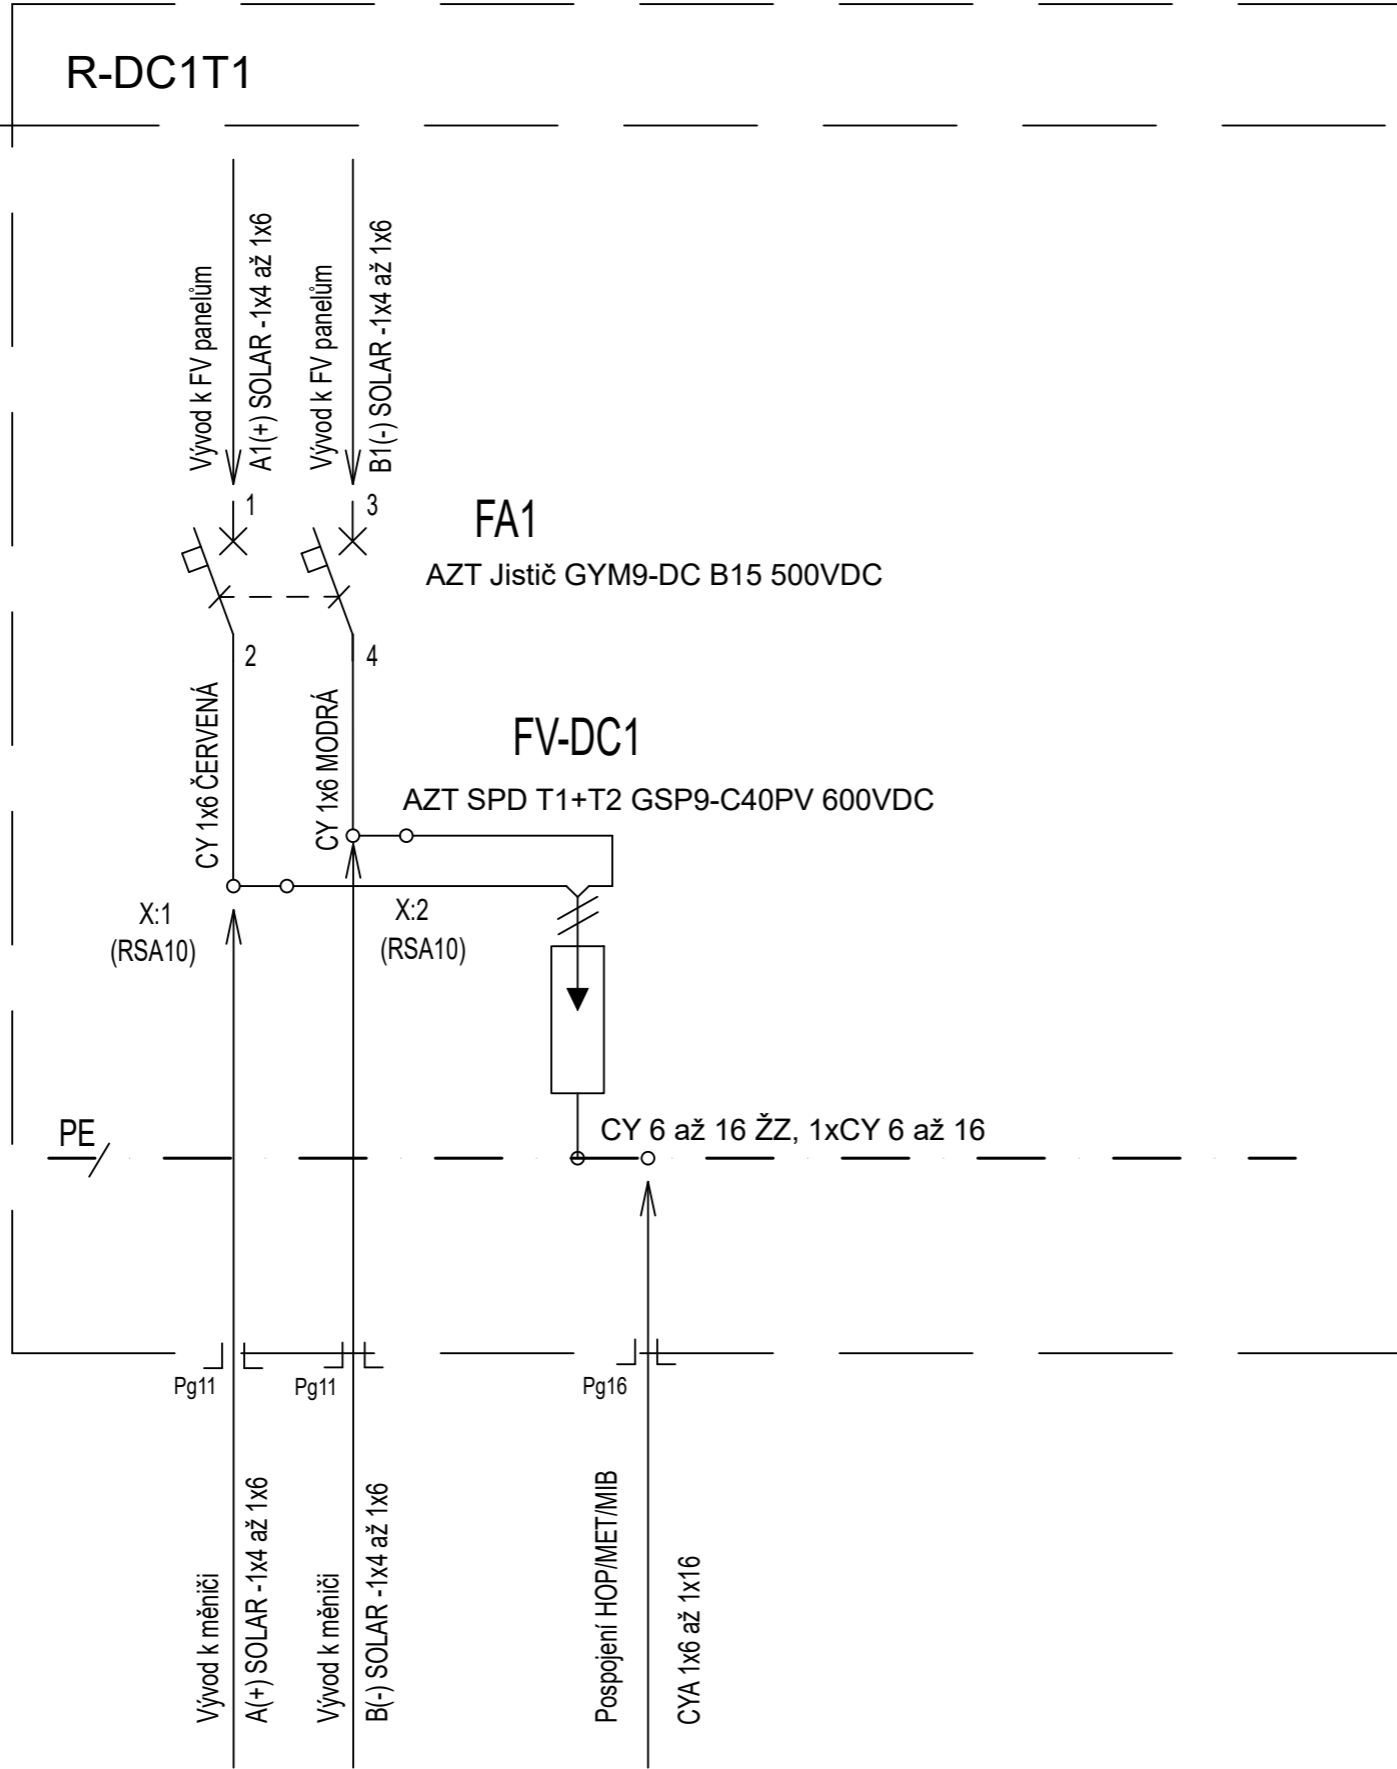 R-DC1T1
Vývod k FV panelům
A1(+) SOLAR -1x4 až 1x6
Vývod k FV panelům
B1(-) SOLAR -1x4 až 1x6
1
3
FA1
AZT Jistič GYM9-DC B15 500VDC
2
4
CY 1x6 ČERVENÁ
CY 1x6 MODRÁ
FV-DC1
AZT SPD T1+T2 GSP9-C40PV 600VDC
X:1
(RSA10)
X:2
(RSA10)
PE
CY 6 až 16 ŽZ, 1xCY 6 až 16
Pg11
Pg11
Pg16
Vývod k měniči
A(+) SOLAR -1x4 až 1x6
Vývod k měniči
B(-) SOLAR -1x4 až 1x6
Pospojení HOP/MET/MIB
CYA 1x6 až 1x16